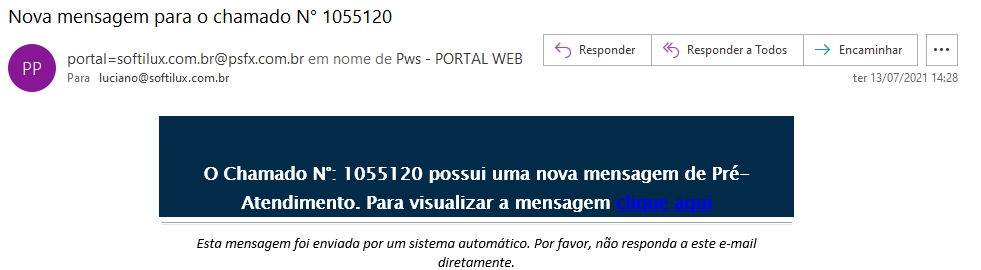 Nova mensagem para o chamado N° 1055120
PP
portal=softilux.com.br@psfx.com.br em nome de Pws - PORTAL WEB
Para luciano@softilux.com.br
Responder
Responder a Todos
Encaminhar
...
ter 13/07/2021 14:28
O Chamado N°: 1055120 possui uma nova mensagem de Pré-
Atendimento. Para visualizar a mensagem clique aqui
Esta mensagem foi enviada por um sistema automático. Por favor, não responda a este e-mail
diretamente.